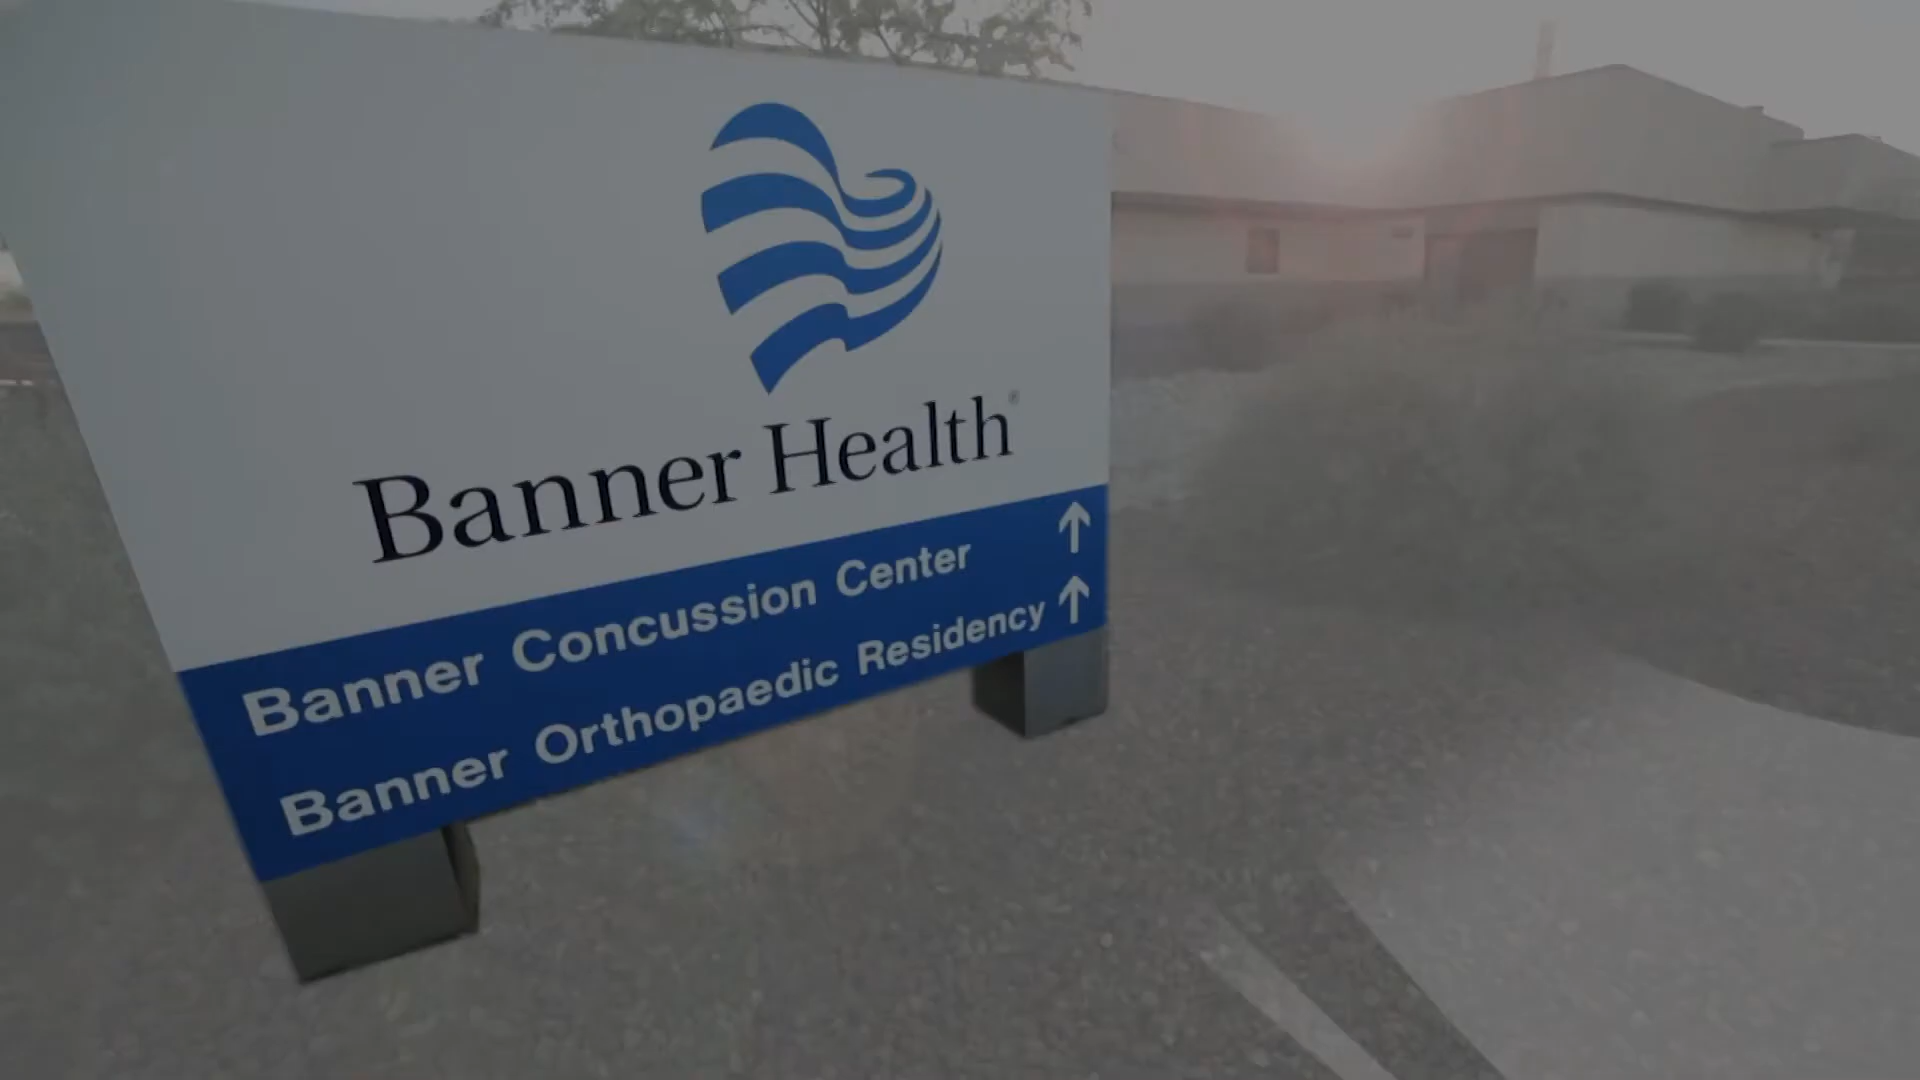 Banner Health®
Banner Concussion Center ↑
Banner Orthopaedic Residency ↑